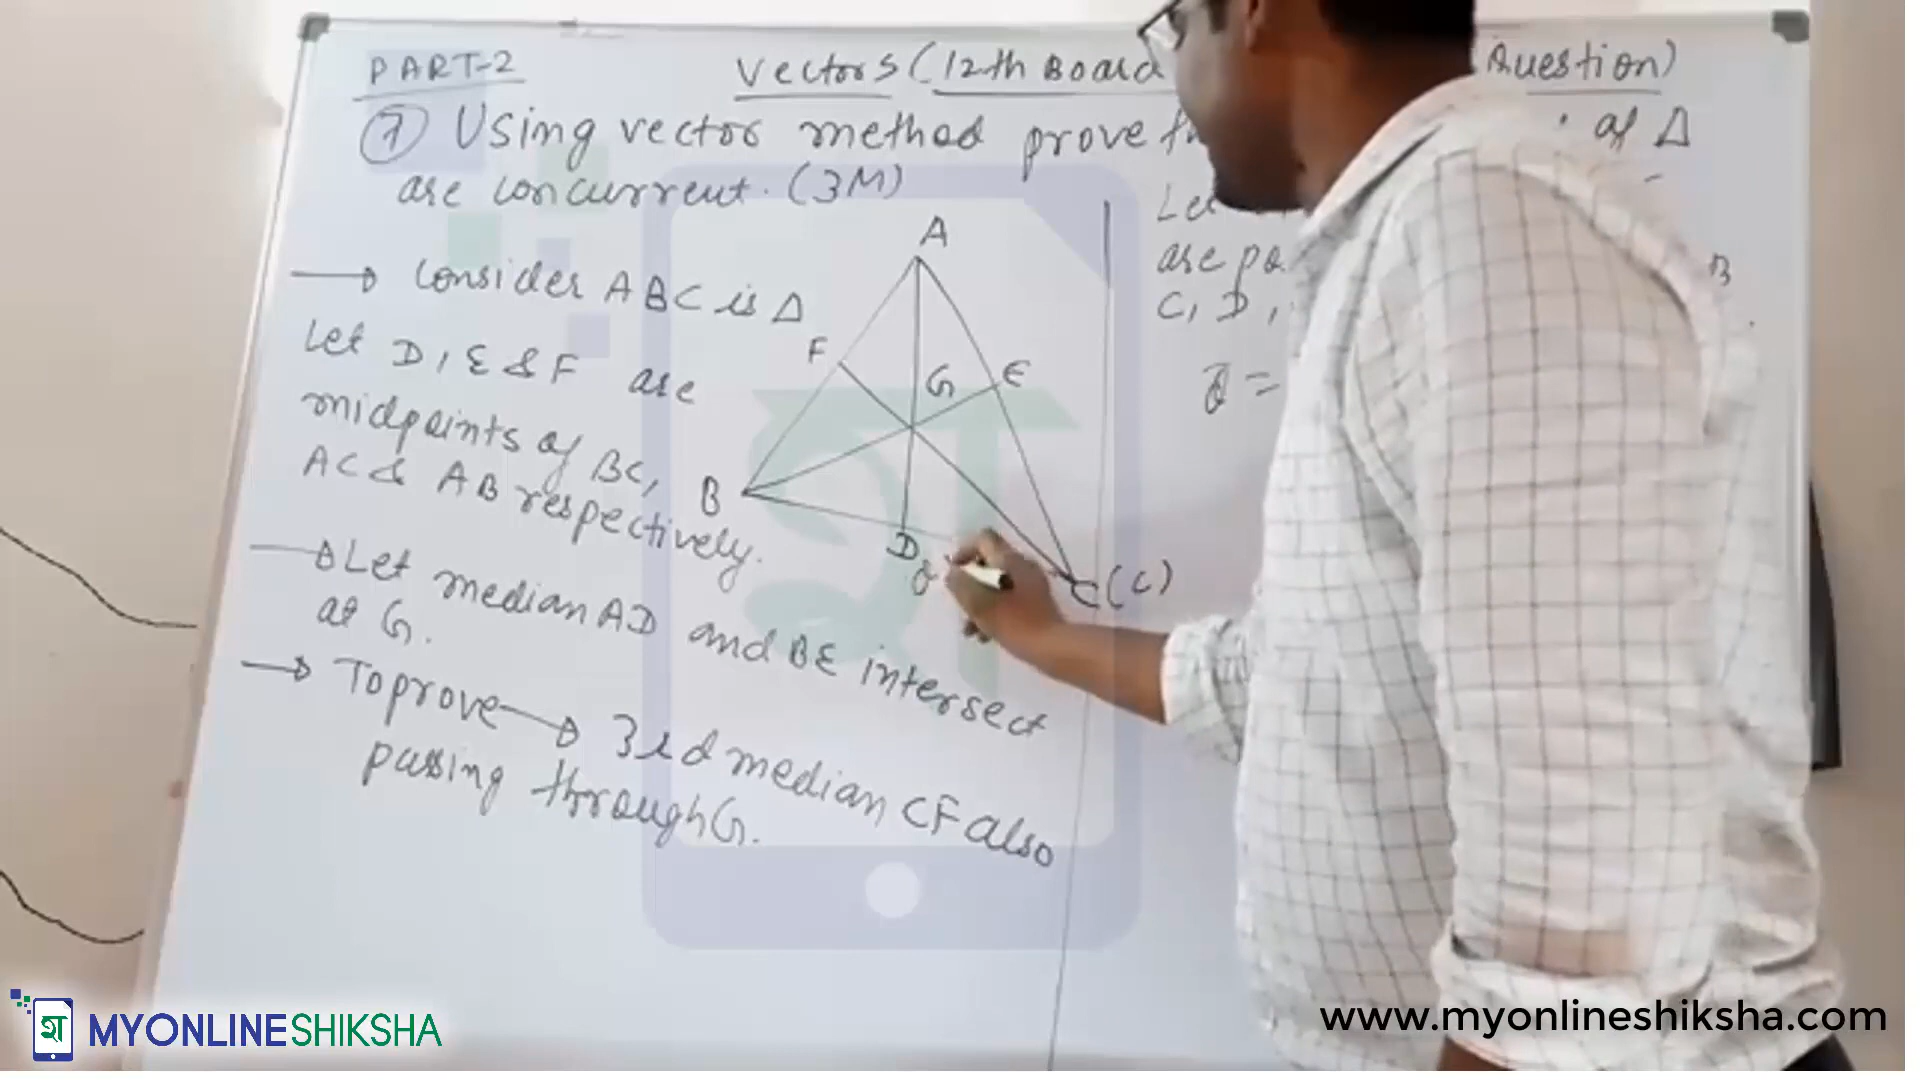 PART-2
Vectors (12th Board Question)
7) Using vector method prove of Δ
are concurrent. (3M)
A
Let
are
C, D,
B
→ Consider ABC is Δ
Let D, E & F are
midpoints of BC,
AC & AB respectively.
F
G
E
B
D
C (C)
→ Let median AD and BE intersect
at G.
→ To prove → 3rd median CF also
passing through G.
MYONLINESHIKSHA
www.myonlineshiksha.com